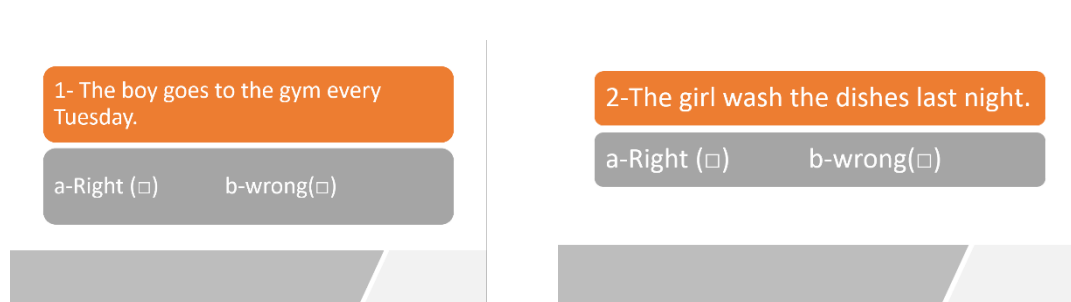 1- The boy goes to the gym every
Tuesday.
a-Right (□) b-wrong(□)
2-The girl wash the dishes last night.
a-Right (□) b-wrong(□)